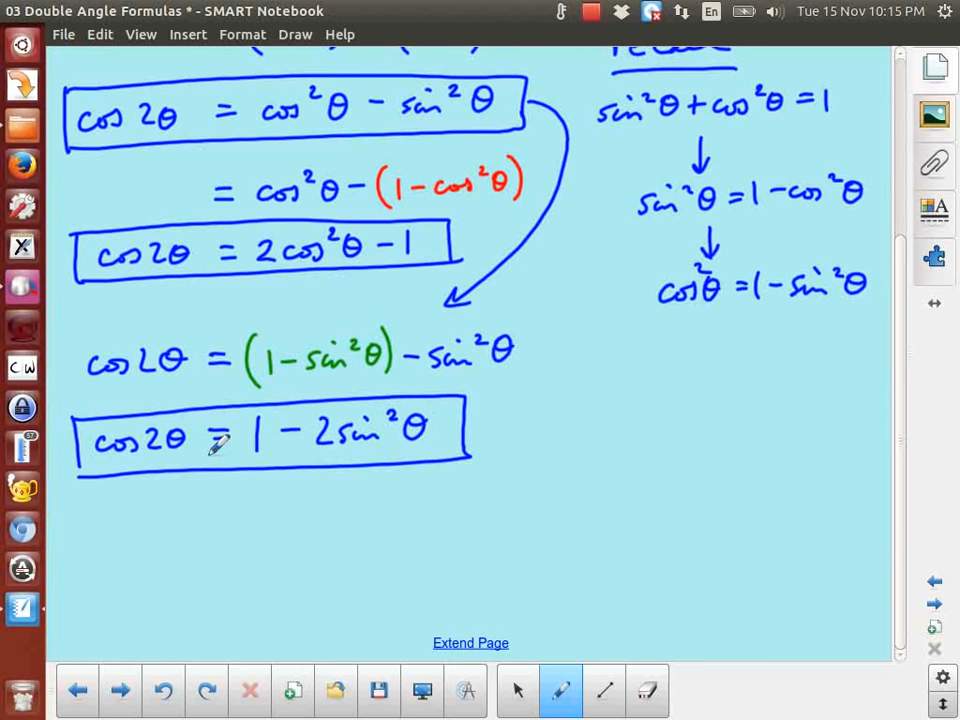 03 Double Angle Formulas * - SMART Notebook
En
Tue 15 Nov 10:15 PM
File Edit View Insert Format Draw Help
cos 2θ = cos²θ - sin²θ
= cos²θ - (1 - cos²θ)
cos2θ = 2cos²θ - 1
cos2θ = (1 - sin²θ) - sin²θ
cos2θ = 1 - 2sin²θ
sin²θ + cos²θ = 1
↓
sin²θ = 1 - cos²θ
↓
cos²θ = 1 - sin²θ
Extend Page